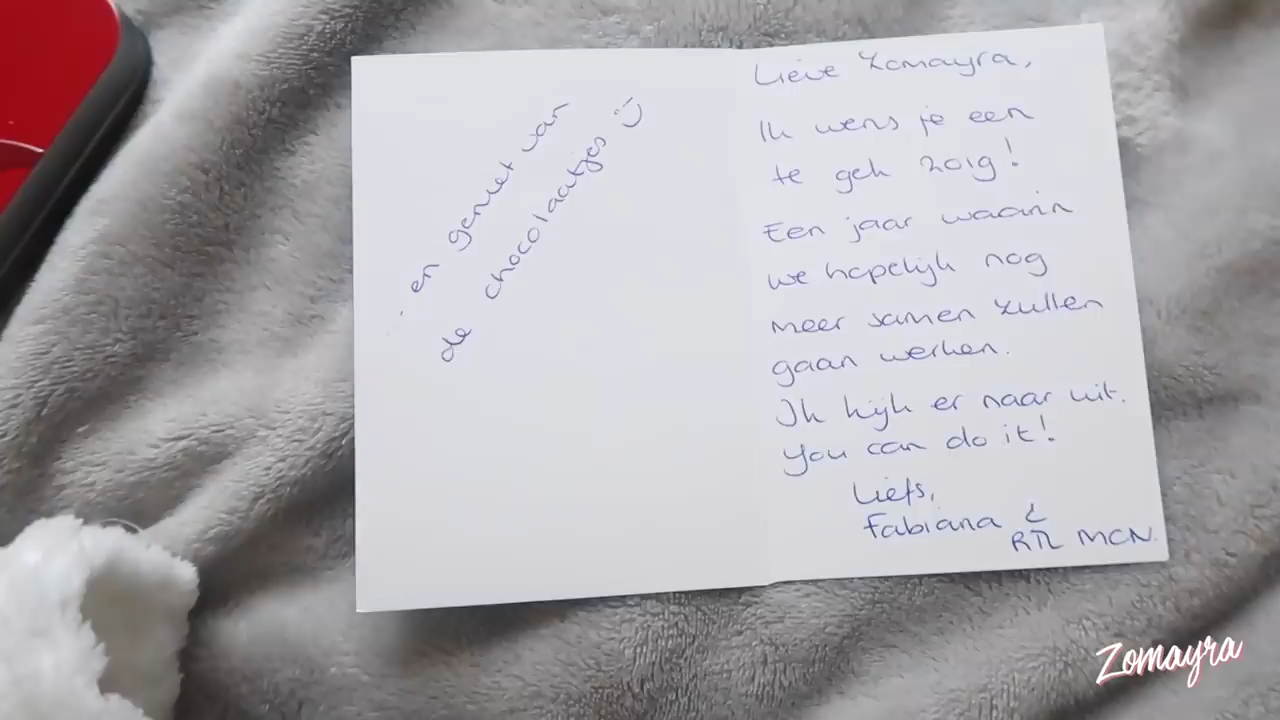 en geniet van
de chocolaatjes :)
Lieve Zomayra,
Ik wens je een
te gek 2019!
Een jaar waarin
we hopelijk nog
meer samen zullen
gaan werken.
Ik kijk er naar uit.
You can do it!
Liefs,
Fabiana &
RTL MCN.
Zomayra